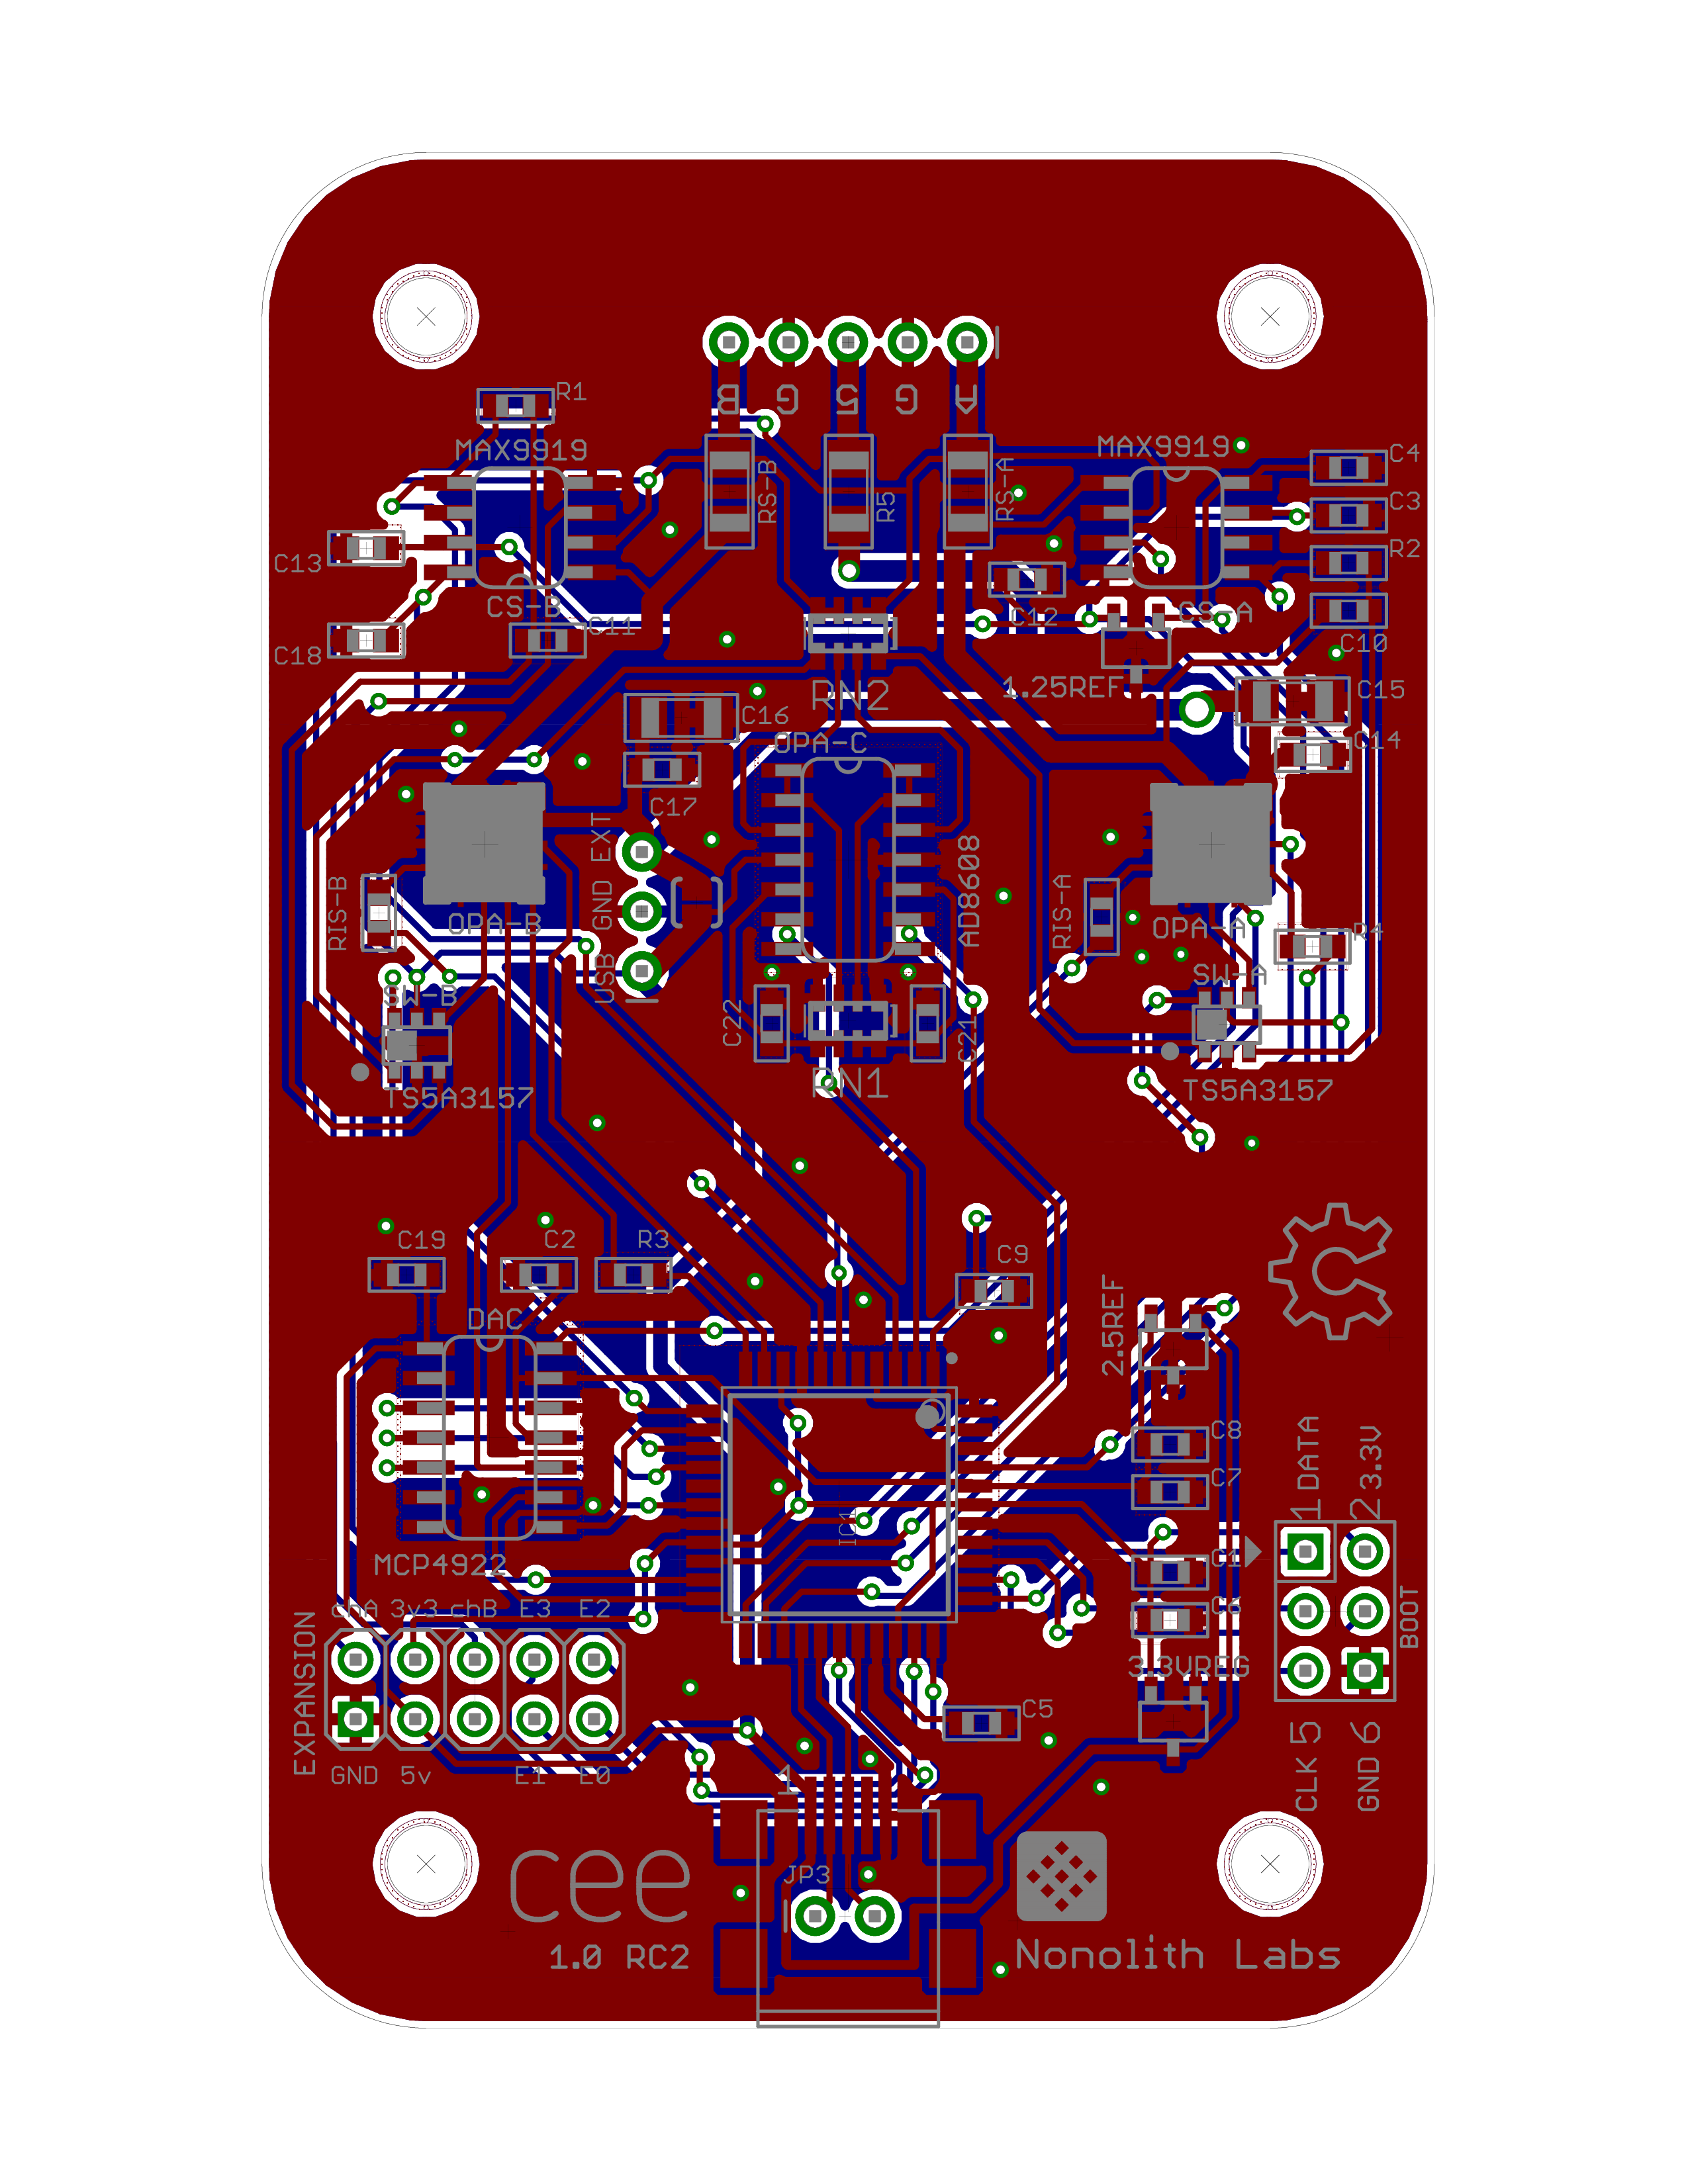 R1
B G 5 G A
MAX9919
MAX9919
C4
RS-B
R5
RS-A
C3
C13
R2
CS-B
C12
CS-A
C11
C18
C10
1.25REF
RN2
C15
C16
OPA-C
C14
C17
GND EXT
AD8608
RIS-B
RIS-A
OPA-B
OPA-A
R4
USB
SW-B
SW-A
C22
C21
RN1
TS5A3157
TS5A3157
C19
C2
R3
C9
DAC
2.5REF
C8
1 DATA
2 3.3V
C7
IC1
MCP4922
C1
chA 3v3 chB E3 E2
C6
BOOT
EXPANSION
3.3VREG
C5
CLK 5
GND 6
GND 5v E1 E0
1
cee
JP3
1.0 RC2
Nonolith Labs